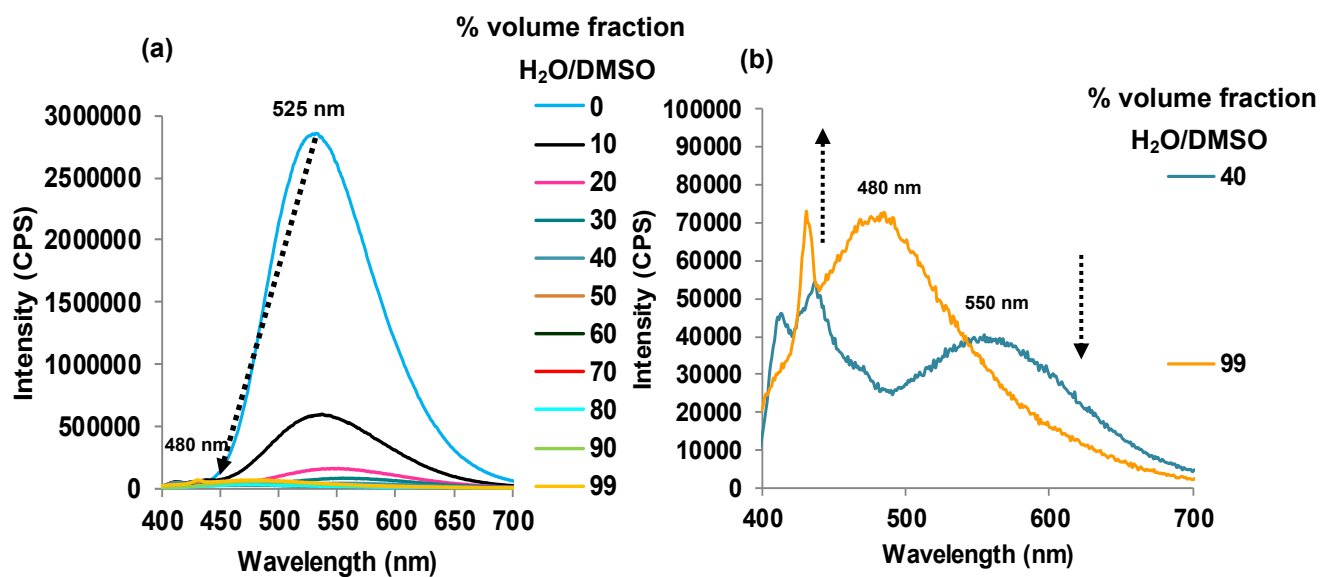 (a)
% volume fraction
H₂O/DMSO
525 nm
480 nm
3000000
2500000
2000000
1500000
1000000
500000
0
Intensity (CPS)
400 450 500 550 600 650 700
Wavelength (nm)
0
10
20
30
40
50
60
70
80
90
99
(b)
% volume fraction
H₂O/DMSO
40
99
480 nm
550 nm
100000
90000
80000
70000
60000
50000
40000
30000
20000
10000
0
Intensity (CPS)
400 500 600 700
Wavelength (nm)